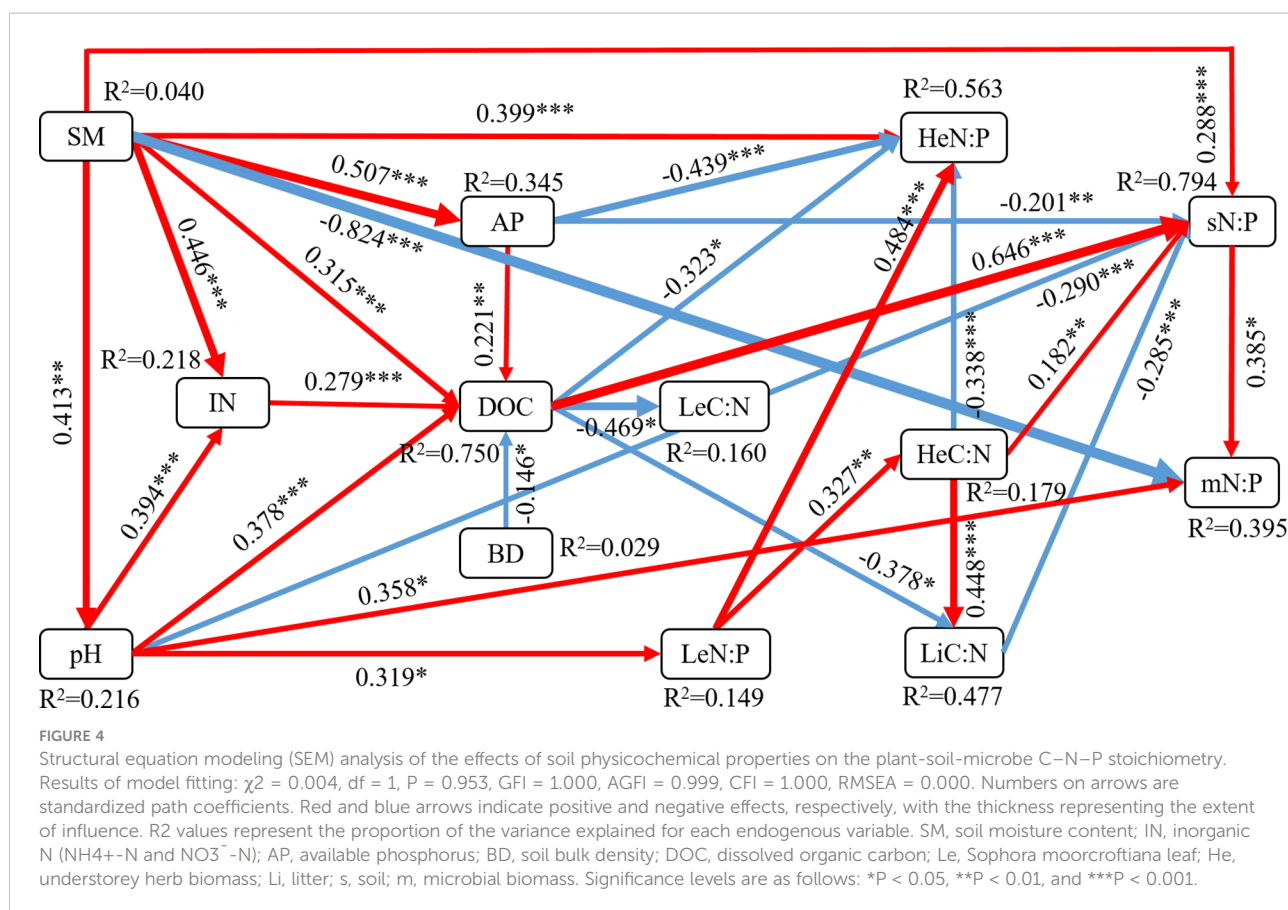 R²=0.040
SM
0.399***
R²=0.563
HeN:P
0.288***
0.507***
R²=0.345
AP
-0.439***
R²=0.794
sN:P
-0.201**
-0.824***
0.446***
0.315***
0.221**
-0.323*
0.484***
0.646***
-0.290***
0.413**
R²=0.218
IN
0.279***
DOC
R²=0.750
-0.469*
LeC:N
R²=0.160
-0.338***
0.182**
-0.285***
0.385*
HeC:N
R²=0.179
mN:P
R²=0.395
0.394***
0.378***
-0.146*
BD
R²=0.029
0.327**
0.448***
-0.378*
0.358*
pH
R²=0.216
0.319*
LeN:P
R²=0.149
LiC:N
R²=0.477
FIGURE 4
Structural equation modeling (SEM) analysis of the effects of soil physicochemical properties on the plant-soil-microbe C–N–P stoichiometry.
Results of model fitting: χ2 = 0.004, df = 1, P = 0.953, GFI = 1.000, AGFI = 0.999, CFI = 1.000, RMSEA = 0.000. Numbers on arrows are
standardized path coefficients. Red and blue arrows indicate positive and negative effects, respectively, with the thickness representing the extent
of influence. R2 values represent the proportion of the variance explained for each endogenous variable. SM, soil moisture content; IN, inorganic
N (NH4+-N and NO3¯-N); AP, available phosphorus; BD, soil bulk density; DOC, dissolved organic carbon; Le, Sophora moorcroftiana leaf; He,
understorey herb biomass; Li, litter; s, soil; m, microbial biomass. Significance levels are as follows: *P < 0.05, **P < 0.01, and ***P < 0.001.